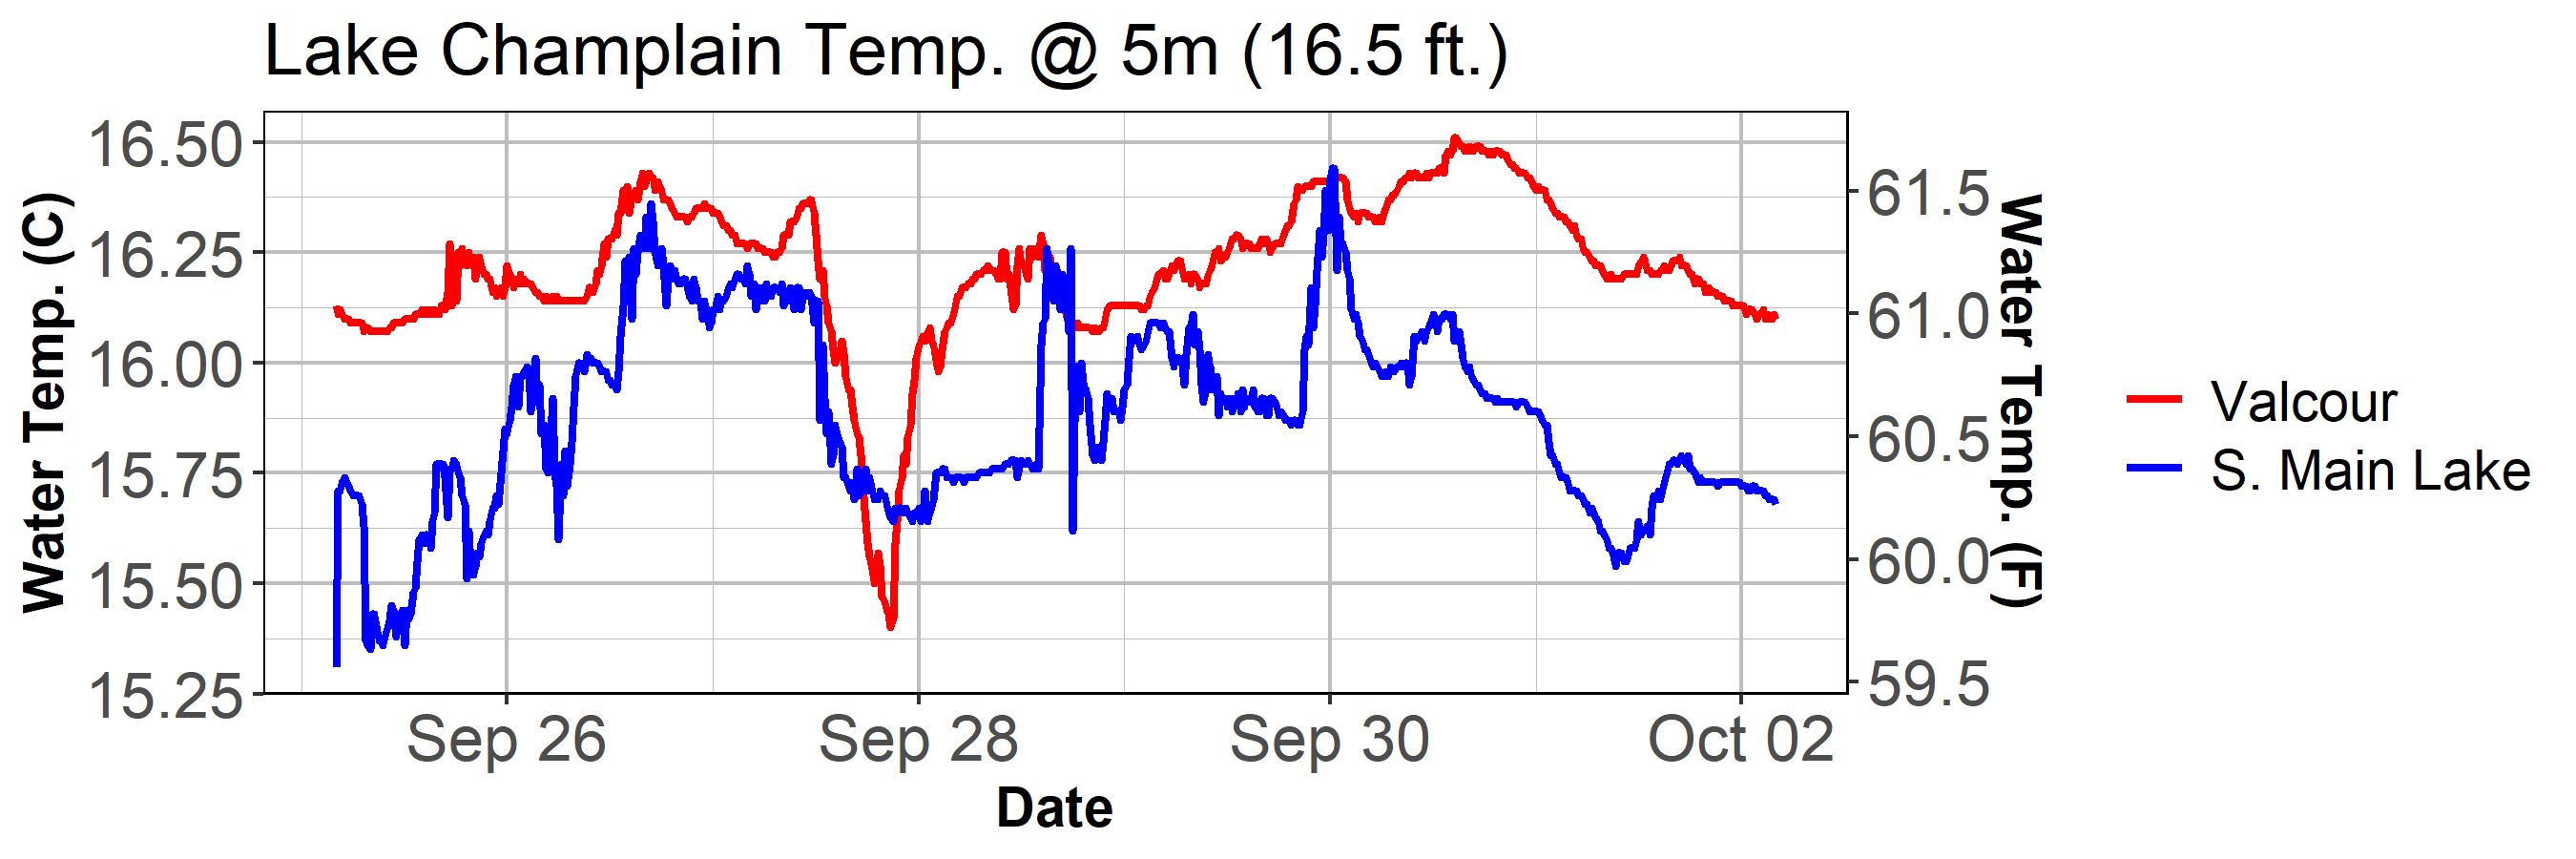 Lake Champlain Temp. @ 5m (16.5 ft.)
Water Temp. (C)
16.50
16.25
16.00
15.75
15.50
15.25
61.5
61.0
60.5
60.0
59.5
Water Temp. (F)
Sep 26 Sep 28 Sep 30 Oct 02
Date
Valcour
S. Main Lake